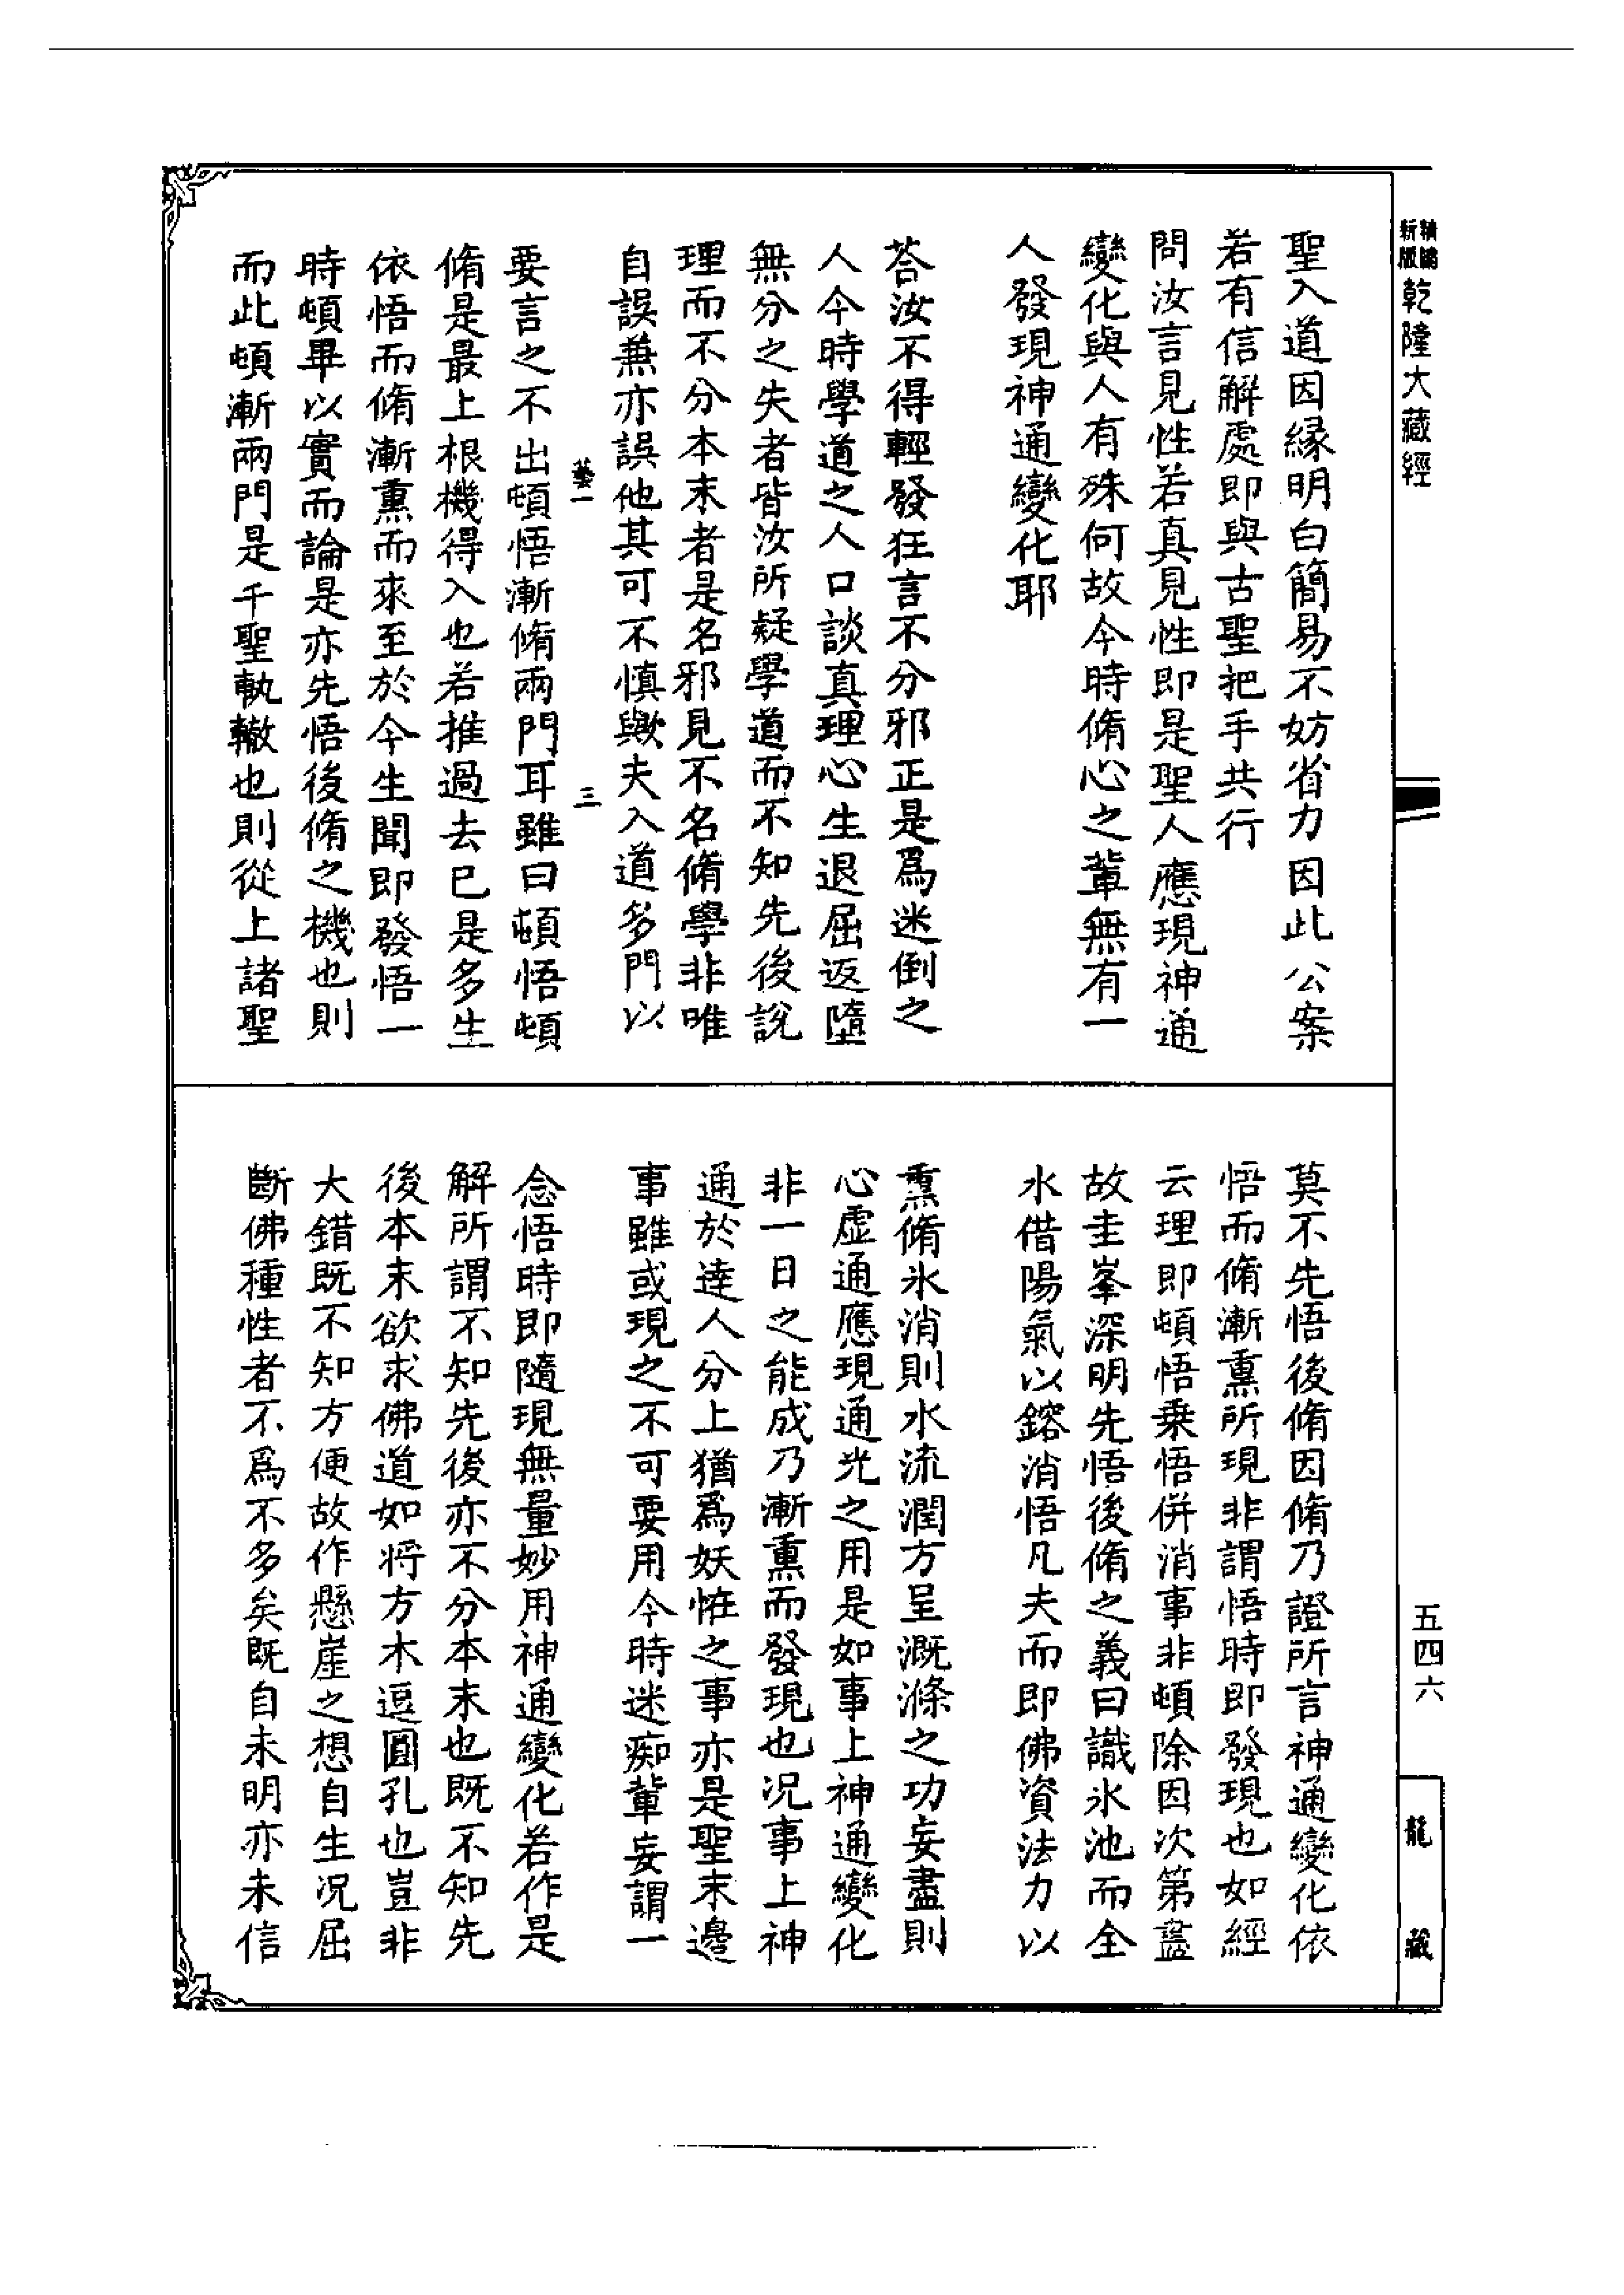 精縮新版乾隆大藏經
聖入道因緣明白簡易不妨省力因此公案
若有信解處即與古聖把手共行
問汝言見性若真見性即是聖人應現神通
變化與人有殊何故今時脩心之輩無有一
人發現神通變化耶
荅汝不得輕發狂言不分邪正是爲迷倒之
人今時學道之人口談真理心生退屈返墮
無分之失者皆汝所疑學道而不知先後說
理而不分本末者是名邪見不名脩學非唯
自誤兼亦誤他其可不慎歟夫入道多門以
藝一 三
要言之不出頓悟漸脩兩門耳雖曰頓悟頓
脩是最上根機得入也若推過去已是多生
依悟而脩漸熏而來至於今生聞即發悟一
時頓畢以實而論是亦先悟後脩之機也則
而此頓漸兩門是千聖軌轍也則從上諸聖
莫不先悟後脩因脩乃證所言神通變化依
悟而脩漸熏所現非謂悟時即發現也如經
云理即頓悟乗悟併消事非頓除因次第盡
故圭峯深明先悟後脩之義曰識氷池而全
水借陽氣以鎔消悟凡夫而即佛資法力以
熏脩氷消則水流潤方呈溉滌之功妄盡則
心虛通應現通光之用是如事上神通變化
非一日之能成乃漸熏而發現也况事上神
通於達人分上猶爲妖恠之事亦是聖末邊
事雖或現之不可要用今時迷痴輩妄謂一
念悟時即隨現無量妙用神通變化若作是
解所謂不知先後亦不分本末也既不知先
後本末欲求佛道如将方木逗圓孔也豈非
大錯既不知方便故作懸崖之想自生况屈
斷佛種性者不爲不多矣既自未明亦未信
五四六
龍藏